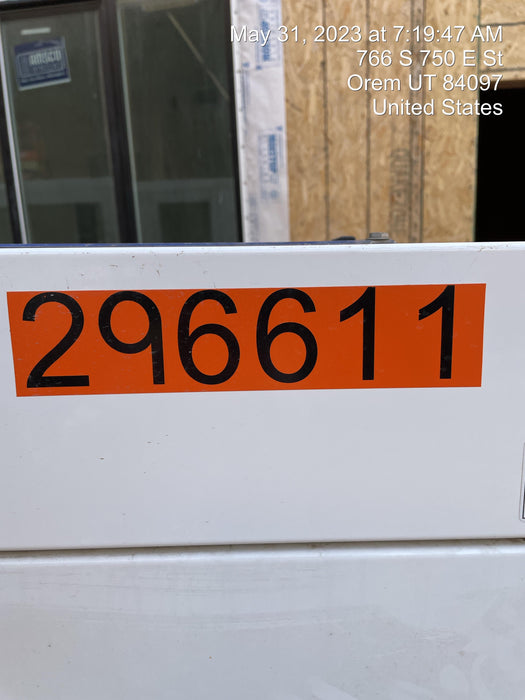 May 31, 2023 at 7:19:47 AM
766 S 750 E St
Orem UT 84097
United States
296611